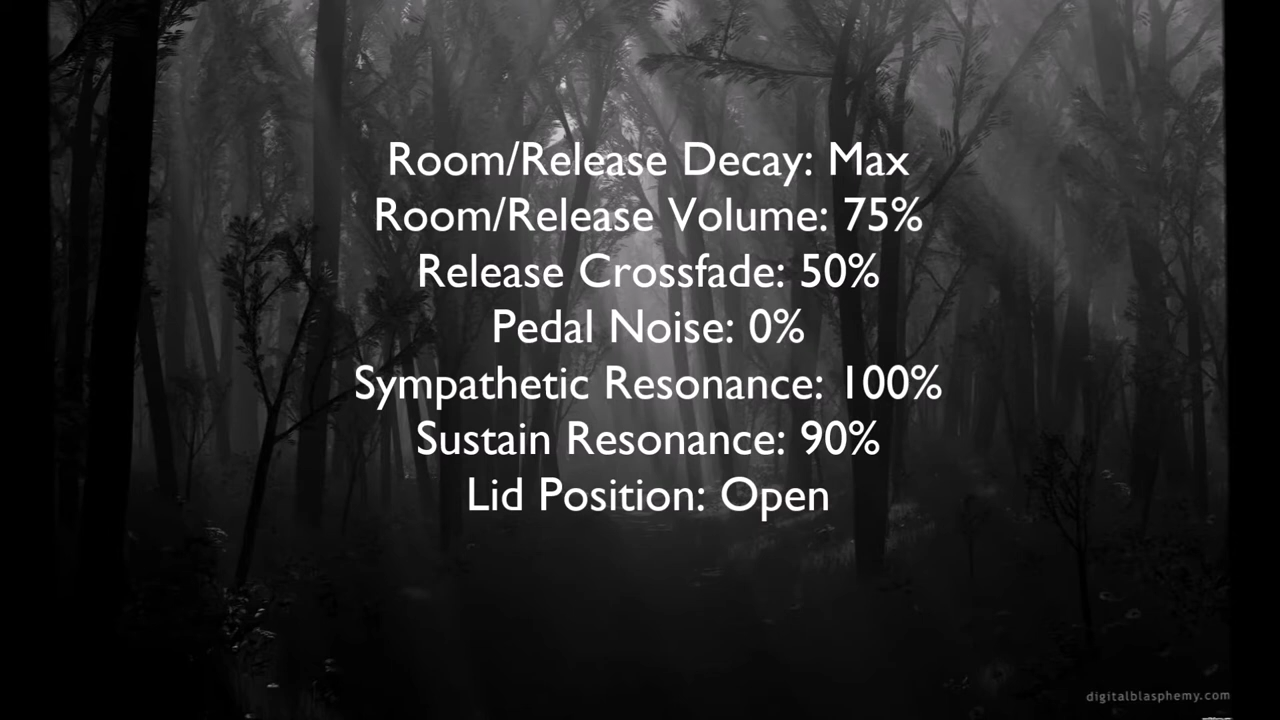 Room/Release Decay: Max
Room/Release Volume: 75%
Release Crossfade: 50%
Pedal Noise: 0%
Sympathetic Resonance: 100%
Sustain Resonance: 90%
Lid Position: Open
digitalblasphemy.com